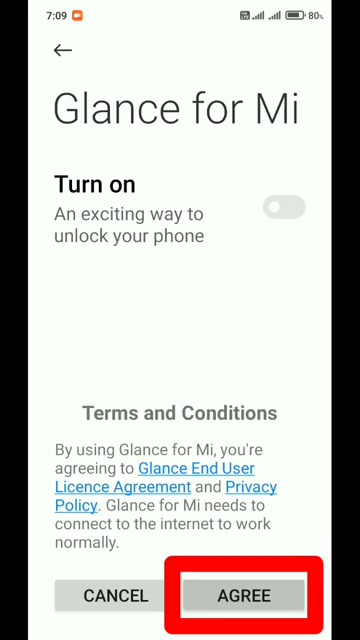 7:09
80%
Glance for Mi
Turn on
An exciting way to
unlock your phone
Terms and Conditions
By using Glance for Mi, you're
agreeing to Glance End User
Licence Agreement and Privacy
Policy. Glance for Mi needs to
connect to the internet to work
normally.
CANCEL
AGREE